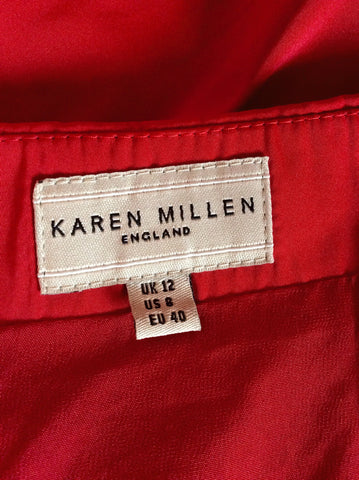 KAREN MILLEN
ENGLAND
UK 12
US 8
EU 40